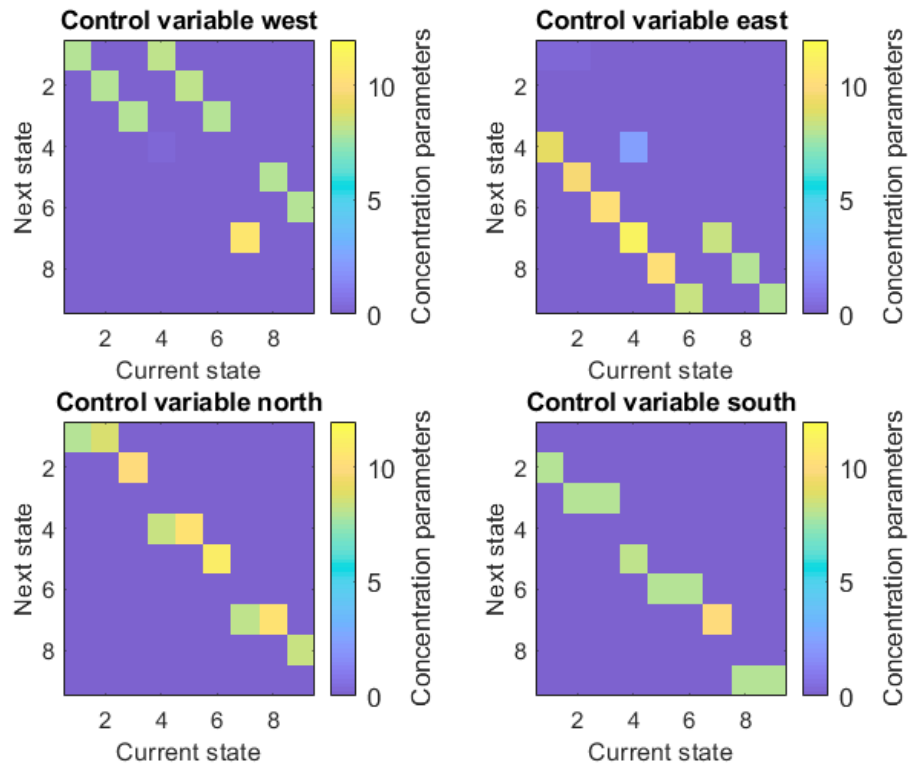 Control variable west
Next state
2
4
6
8
2 4 6 8
Current state
10
5
0
Concentration parameters
Control variable east
Next state
2
4
6
8
2 4 6 8
Current state
10
5
0
Concentration parameters
Control variable north
Next state
2
4
6
8
2 4 6 8
Current state
10
5
0
Concentration parameters
Control variable south
Next state
2
4
6
8
2 4 6 8
Current state
10
5
0
Concentration parameters